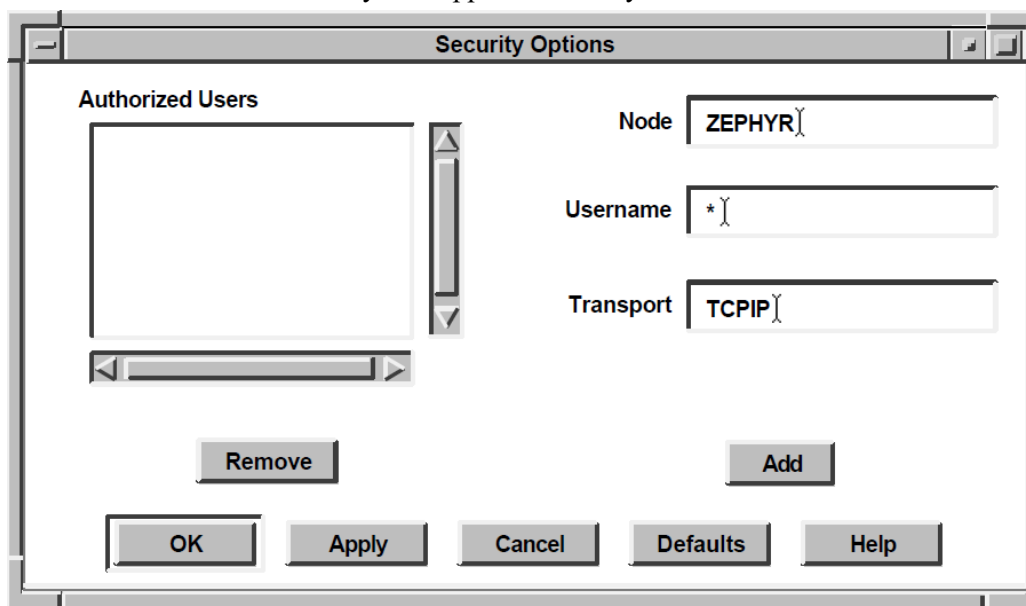 Security Options
Authorized Users
Node ZEPHYR
Username *
Transport TCPIP
Remove Add
OK Apply Cancel Defaults Help